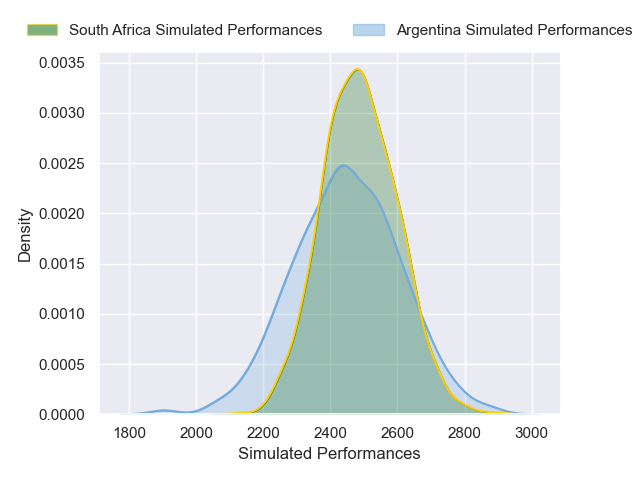 South Africa Simulated Performances
Argentina Simulated Performances
0.0035
0.0030
0.0025
0.0020
0.0015
0.0010
0.0005
0.0000
Density
1800 2000 2200 2400 2600 2800 3000
Simulated Performances